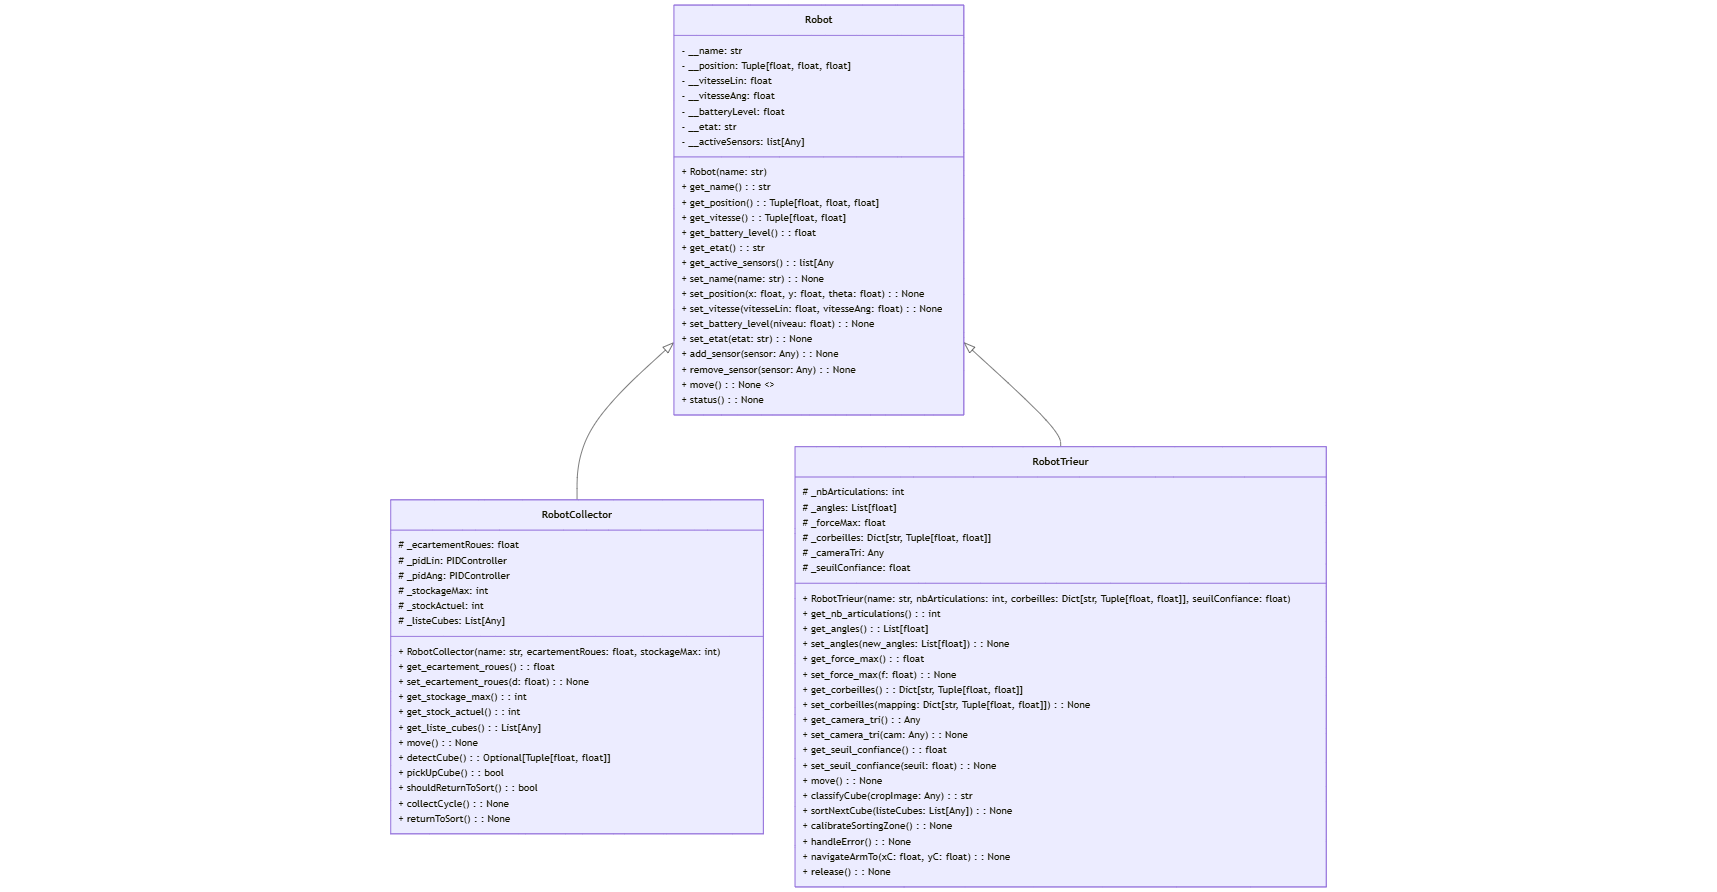 Robot
- __name: str
- __position: Tuple[float, float, float]
- __vitesseLin: float
- __vitesseAng: float
- __batteryLevel: float
- __etat: str
- __activeSensors: list[Any]
+ Robot(name: str)
+ get_name() : : str
+ get_position() : : Tuple[float, float, float]
+ get_vitesse() : : Tuple[float, float]
+ get_battery_level() : : float
+ get_etat() : : str
+ get_active_sensors() : : list[Any
+ set_name(name: str) : : None
+ set_position(x: float, y: float, theta: float) : : None
+ set_vitesse(vitesseLin: float, vitesseAng: float) : : None
+ set_battery_level(niveau: float) : : None
+ set_etat(etat: str) : : None
+ add_sensor(sensor: Any) : : None
+ remove_sensor(sensor: Any) : : None
+ move() : : None <>
+ status() : : None
RobotCollector
# _ecartementRoues: float
# _pidLin: PIDController
# _pidAng: PIDController
# _stockageMax: int
# _stockActuel: int
# _listeCubes: List[Any]
+ RobotCollector(name: str, ecartementRoues: float, stockageMax: int)
+ get_ecartement_roues() : : float
+ set_ecartement_roues(d: float) : : None
+ get_stockage_max() : : int
+ get_stock_actuel() : : int
+ get_liste_cubes() : : List[Any]
+ move() : : None
+ detectCube() : : Optional[Tuple[float, float]]
+ pickUpCube() : : bool
+ shouldReturnToSort() : : bool
+ collectCycle() : : None
+ returnToSort() : : None
RobotTrieur
# _nbArticulations: int
# _angles: List[float]
# _forceMax: float
# _corbeilles: Dict[str, Tuple[float, float]]
# _cameraTri: Any
# _seuilConfiance: float
+ RobotTrieur(name: str, nbArticulations: int, corbeilles: Dict[str, Tuple[float, float]], seuilConfiance: float)
+ get_nb_articulations() : : int
+ get_angles() : : List[float]
+ set_angles(new_angles: List[float]) : : None
+ get_force_max() : : float
+ set_force_max(f: float) : : None
+ get_corbeilles() : : Dict[str, Tuple[float, float]]
+ set_corbeilles(mapping: Dict[str, Tuple[float, float]]) : : None
+ get_camera_tri() : : Any
+ set_camera_tri(cam: Any) : : None
+ get_seuil_confiance() : : float
+ set_seuil_confiance(seuil: float) : : None
+ move() : : None
+ classifyCube(cropImage: Any) : : str
+ sortNextCube(listeCubes: List[Any]) : : None
+ calibrateSortingZone() : : None
+ handleError() : : None
+ navigateArmTo(xC: float, yC: float) : : None
+ release() : : None